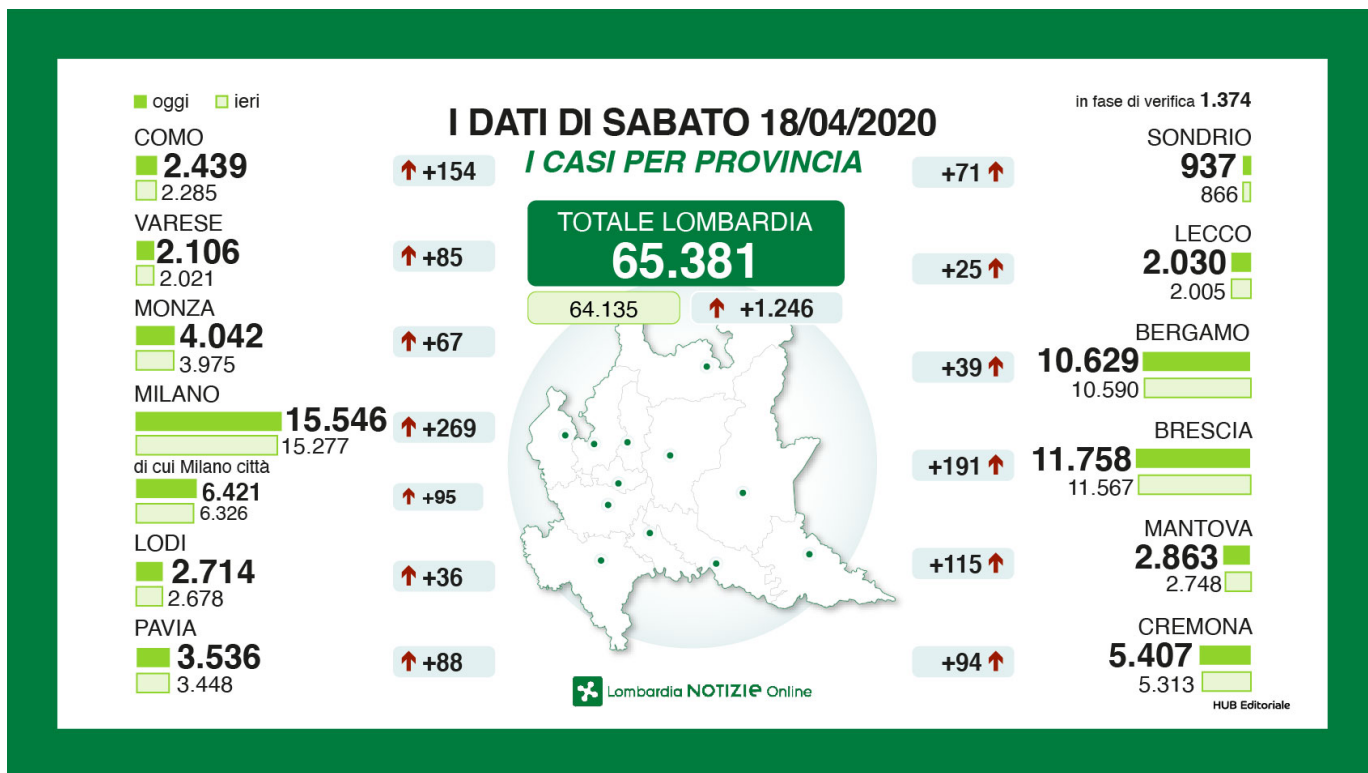 oggi ieri
I DATI DI SABATO 18/04/2020
I CASI PER PROVINCIA
in fase di verifica 1.374
TOTALE LOMBARDIA
65.381
64.135 +1.246
COMO
2.439
2.285
+154
VARESE
2.106
2.021
+85
MONZA
4.042
3.975
+67
MILANO
15.546
15.277
+269
di cui Milano città
6.421
6.326
+95
LODI
2.714
2.678
+36
PAVIA
3.536
3.448
+88
SONDRIO
+71 937
866
LECCO
+25 2.030
2.005
BERGAMO
+39 10.629
10.590
BRESCIA
+191 11.758
11.567
MANTOVA
+115 2.863
2.748
CREMONA
+94 5.407
5.313
Lombardia NOTIZIe Online
HUB Editoriale